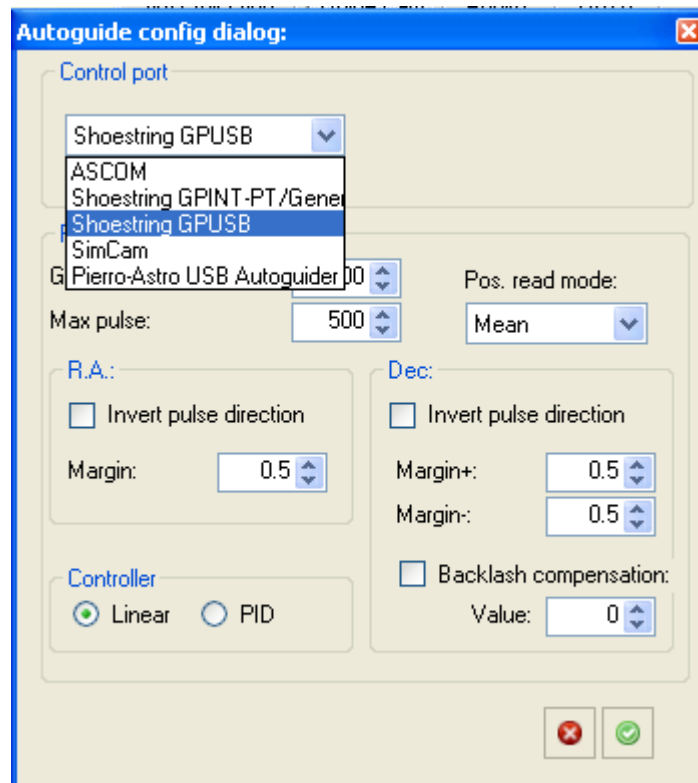 Autoguide config dialog:
Control port
Shoestring GPUSB
ASCOM
Shoestring GPINT-PT/Gener
Shoestring GPUSB
SimCam
Pierro-Astro USB Autoguider
Pos. read mode:
Max pulse: 500 Mean
R.A.: Dec:
Invert pulse direction Invert pulse direction
Margin: 0.5 Margin+: 0.5
Margin-: 0.5
Controller Backlash compensation:
Linear PID Value: 0